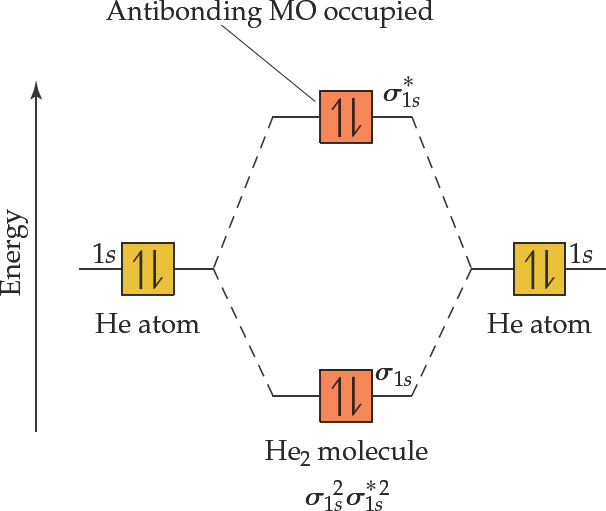 Antibonding MO occupied
σ*1s
Energy
1s
1s
He atom
He atom
σ1s
He2 molecule
σ1s2σ*1s2